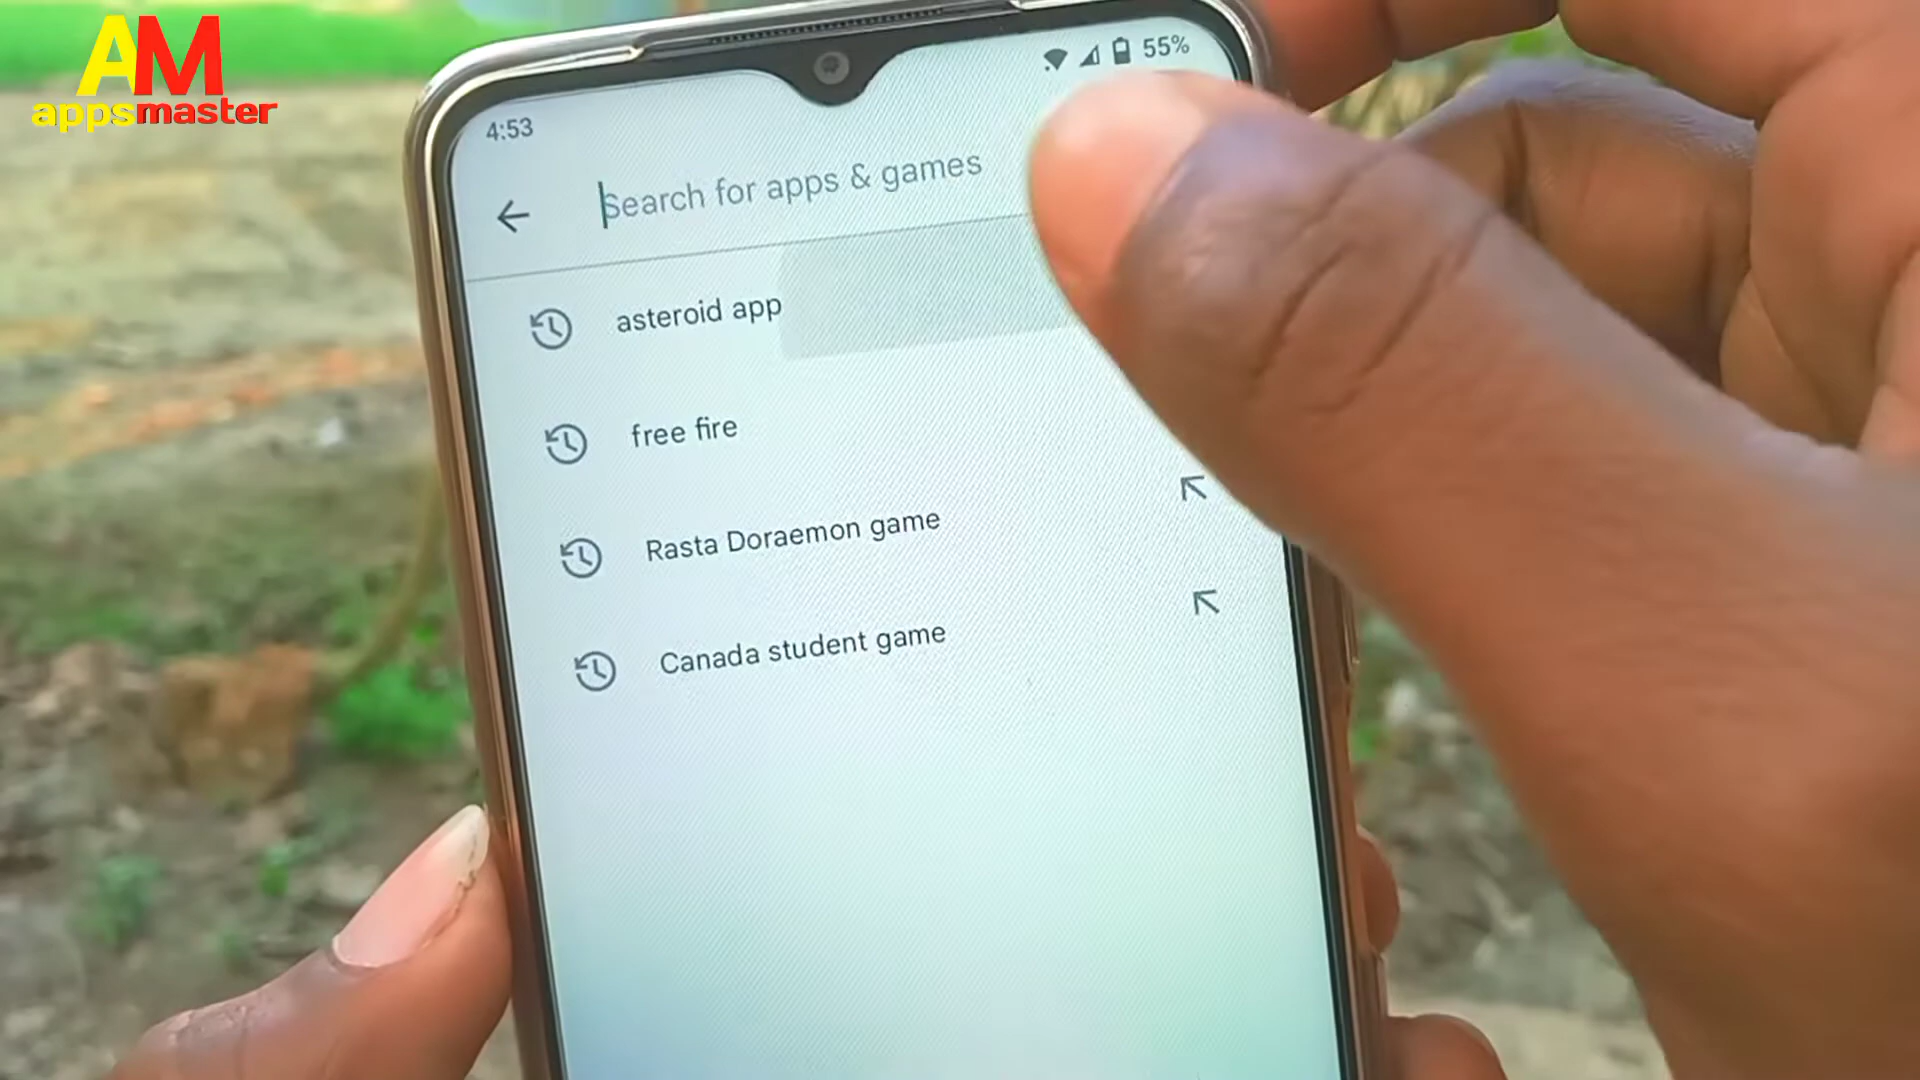 AM
appsmaster
55%
4:53
Search for apps & games
asteroid app
free fire
Rasta Doraemon game
Canada student game